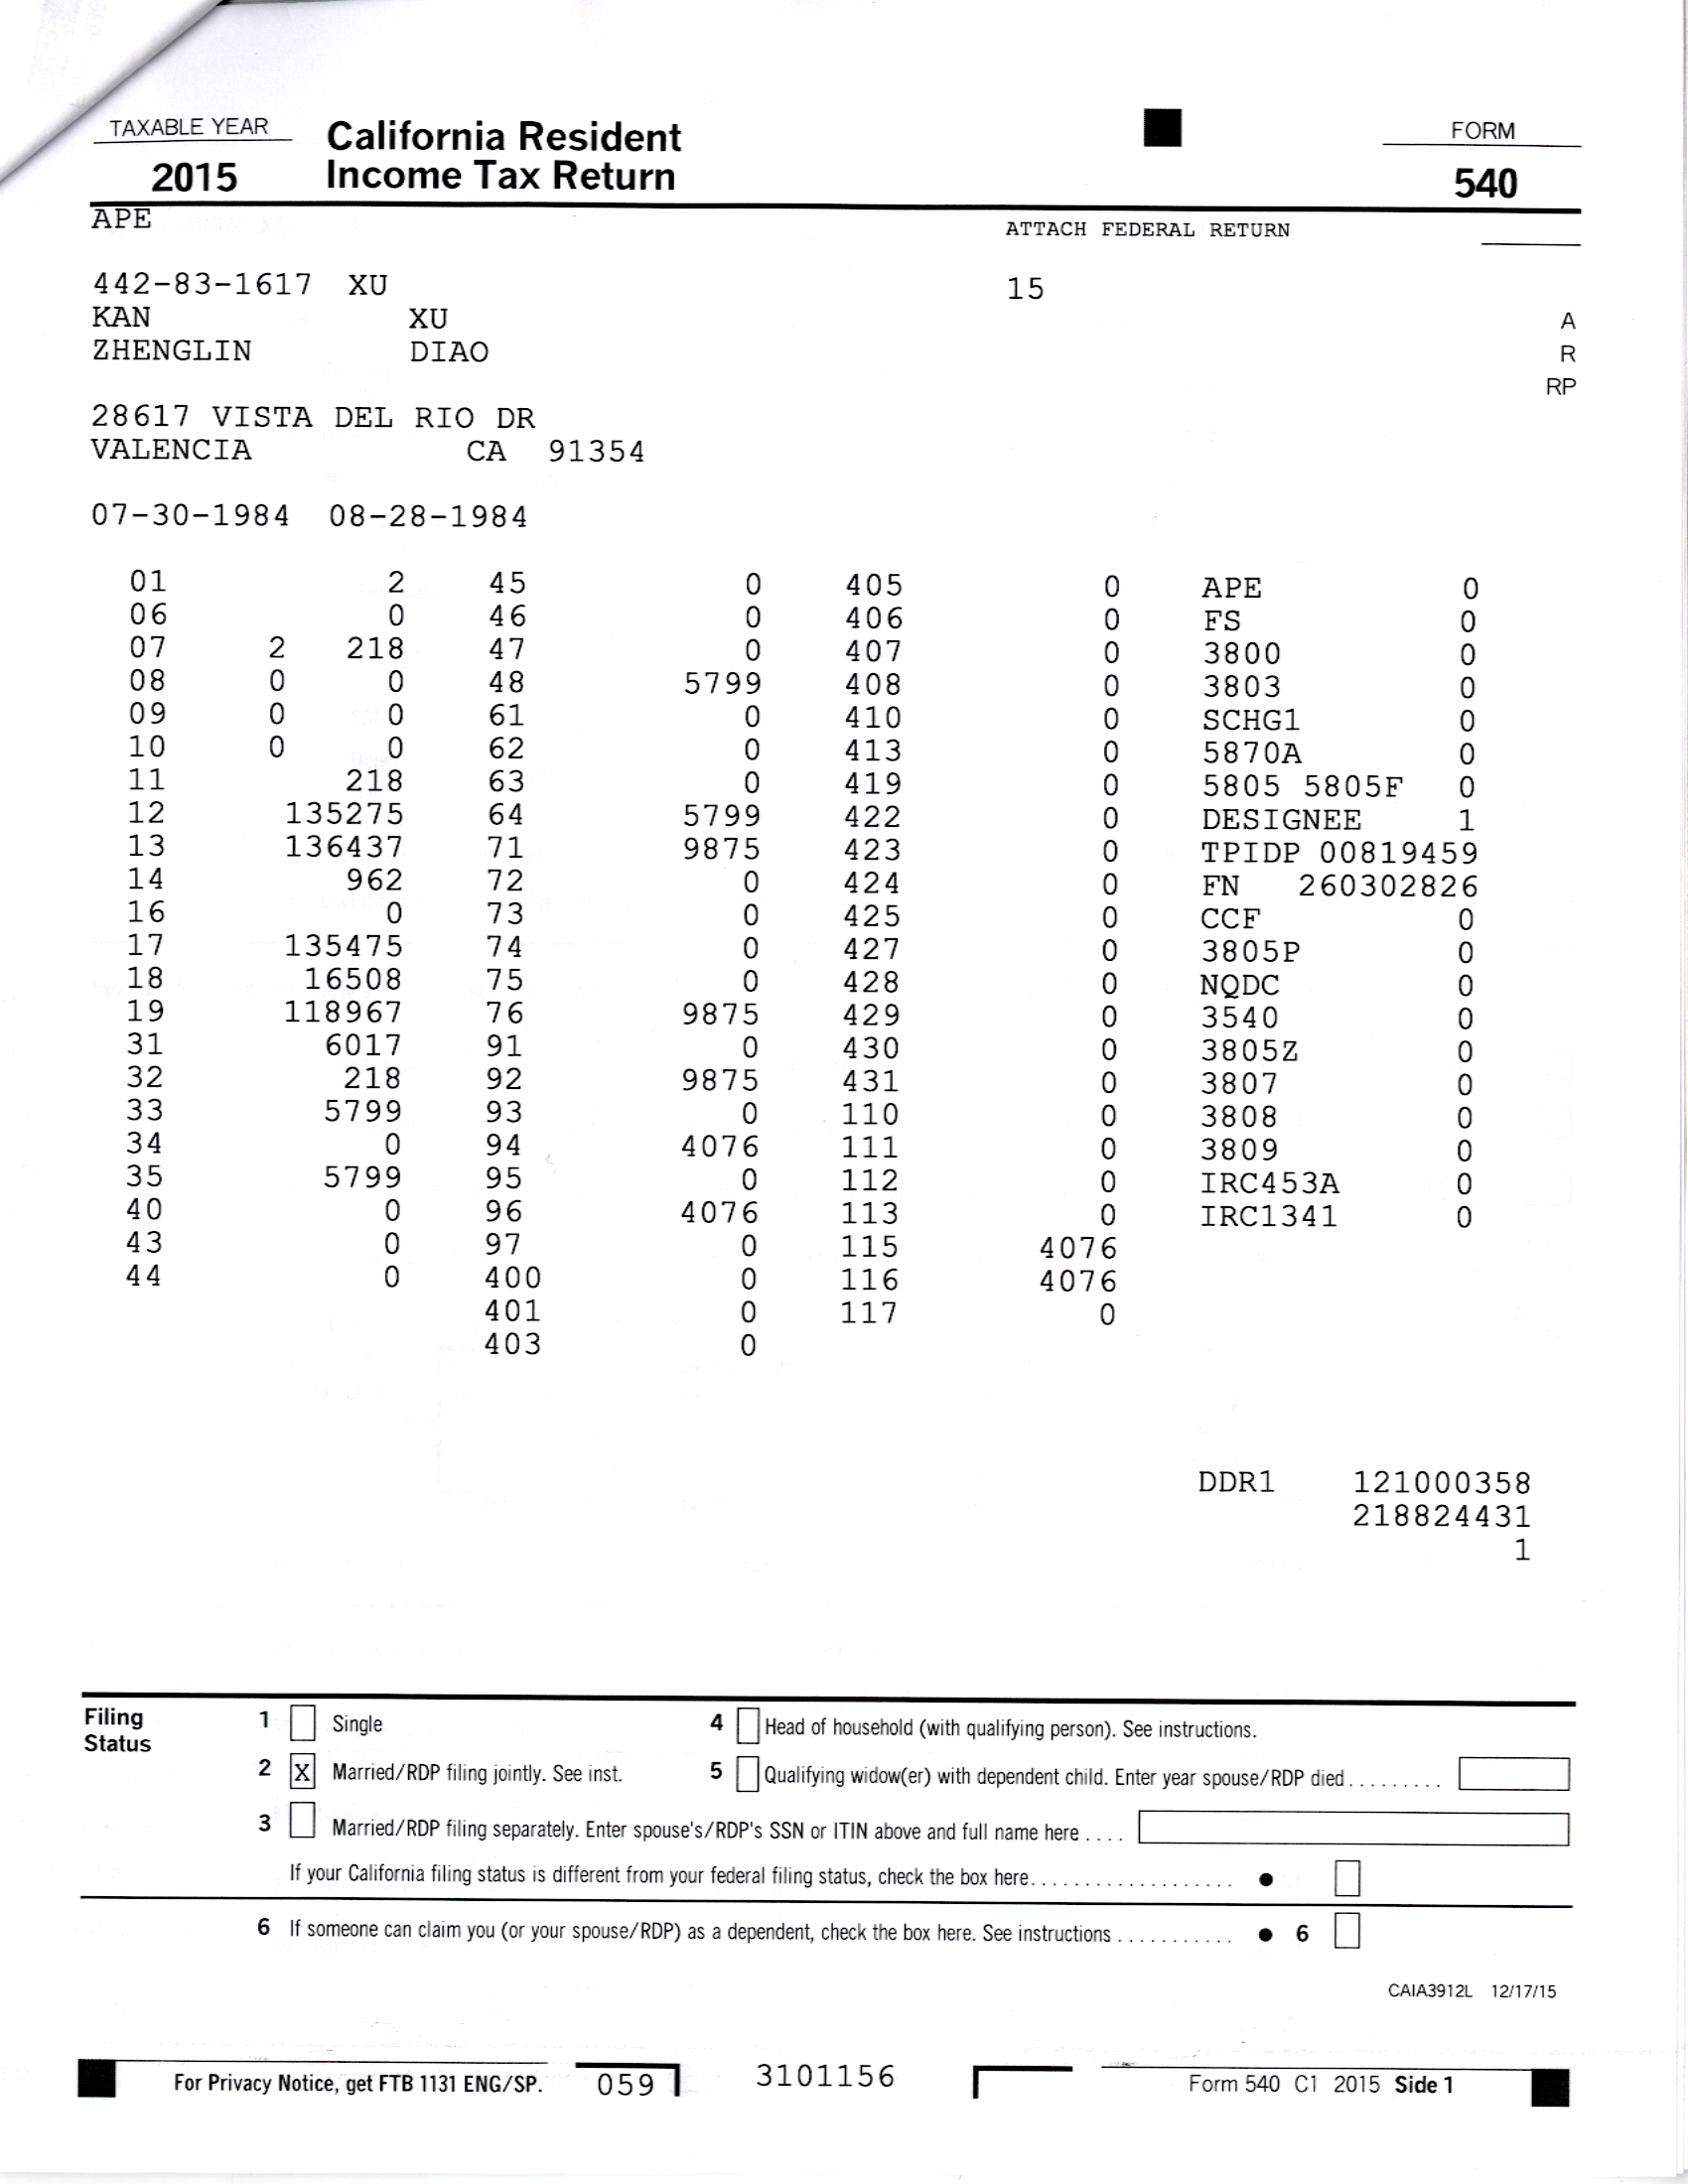 TAXABLE YEAR California Resident FORM
2015 Income Tax Return 540
APE ATTACH FEDERAL RETURN
442-83-1617 XU 15
KAN XU A
ZHENGLIN DIAO R
RP
28617 VISTA DEL RIO DR
VALENCIA CA 91354
07-30-1984 08-28-1984
01 2 45 0 405 0 APE 0
06 0 46 0 406 0 FS 0
07 2 218 47 0 407 0 3800 0
08 0 0 48 5799 408 0 3803 0
09 0 0 61 0 410 0 SCHG1 0
10 0 0 62 0 413 0 5870A 0
11 218 63 0 419 0 5805 5805F 0
12 135275 64 5799 422 0 DESIGNEE 1
13 136437 71 9875 423 0 TPIDP 00819459
14 962 72 0 424 0 FN 260302826
16 0 73 0 425 0 CCF 0
17 135475 74 0 427 0 3805P 0
18 16508 75 0 428 0 NQDC 0
19 118967 76 9875 429 0 3540 0
31 6017 91 0 430 0 3805Z 0
32 218 92 9875 431 0 3807 0
33 5799 93 0 110 0 3808 0
34 0 94 4076 111 0 3809 0
35 5799 95 0 112 0 IRC453A 0
40 0 96 4076 113 0 IRC1341 0
43 0 97 0 115 4076
44 0 400 0 116 4076
401 0 117 0
403 0
DDR1 121000358
218824431
1
Filing Status 1 Single 4 Head of household (with qualifying person). See instructions.
2 X Married/RDP filing jointly. See inst. 5 Qualifying widow(er) with dependent child. Enter year spouse/RDP died .........
3 Married/RDP filing separately. Enter spouse's/RDP's SSN or ITIN above and full name here ....
If your California filing status is different from your federal filing status, check the box here................... ●
6 If someone can claim you (or your spouse/RDP) as a dependent, check the box here. See instructions ........... ● 6
CAIA3912L 12/17/15
For Privacy Notice, get FTB 1131 ENG/SP. 059 3101156 Form 540 C1 2015 Side 1